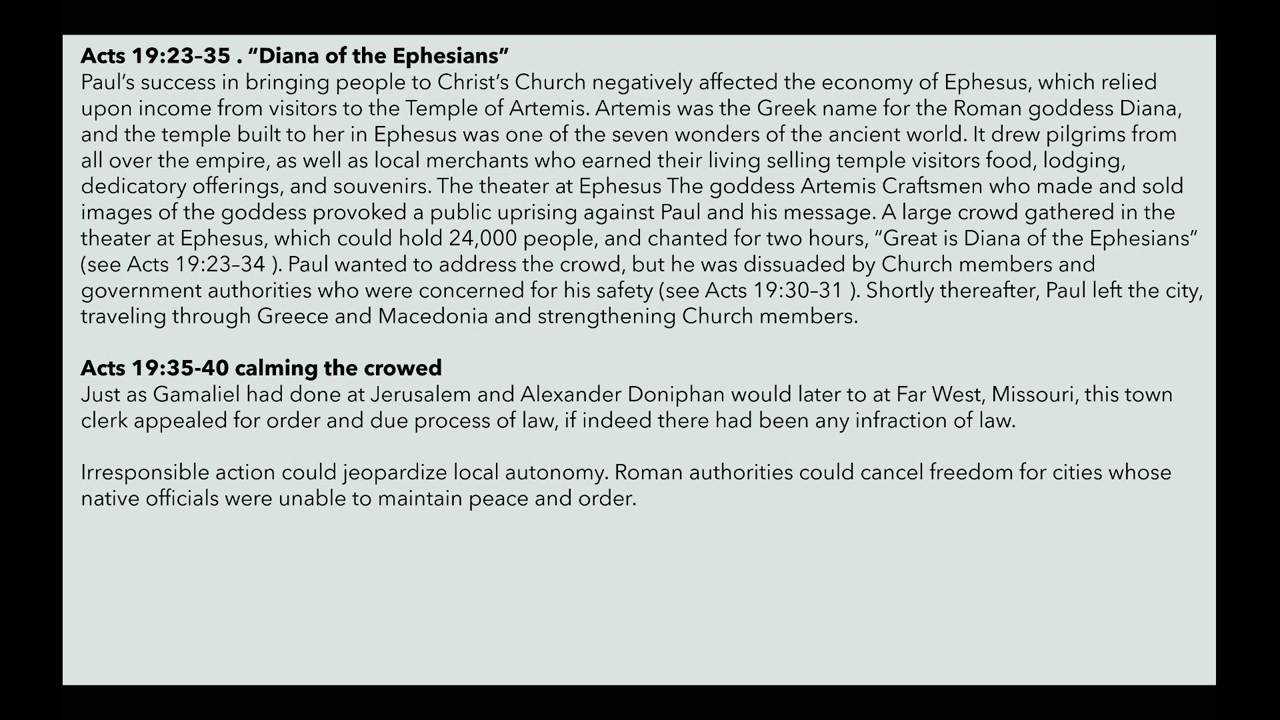 Acts 19:23–35 . “Diana of the Ephesians”
Paul’s success in bringing people to Christ’s Church negatively affected the economy of Ephesus, which relied
upon income from visitors to the Temple of Artemis. Artemis was the Greek name for the Roman goddess Diana,
and the temple built to her in Ephesus was one of the seven wonders of the ancient world. It drew pilgrims from
all over the empire, as well as local merchants who earned their living selling temple visitors food, lodging,
dedicatory offerings, and souvenirs. The theater at Ephesus The goddess Artemis Craftsmen who made and sold
images of the goddess provoked a public uprising against Paul and his message. A large crowd gathered in the
theater at Ephesus, which could hold 24,000 people, and chanted for two hours, “Great is Diana of the Ephesians”
(see Acts 19:23–34 ). Paul wanted to address the crowd, but he was dissuaded by Church members and
government authorities who were concerned for his safety (see Acts 19:30–31 ). Shortly thereafter, Paul left the city,
traveling through Greece and Macedonia and strengthening Church members.
Acts 19:35-40 calming the crowed
Just as Gamaliel had done at Jerusalem and Alexander Doniphan would later to at Far West, Missouri, this town
clerk appealed for order and due process of law, if indeed there had been any infraction of law.
Irresponsible action could jeopardize local autonomy. Roman authorities could cancel freedom for cities whose
native officials were unable to maintain peace and order.